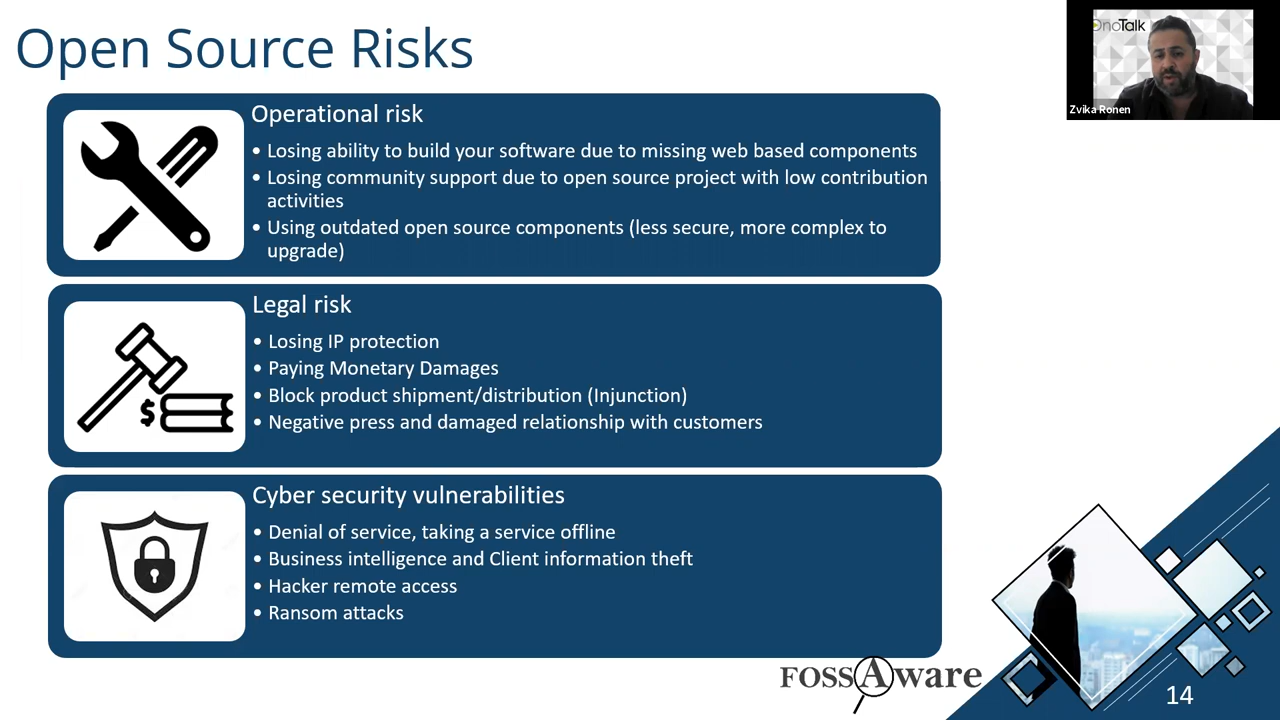 Open Source Risks
OnoTalk
Zvika Ronen
Operational risk
• Losing ability to build your software due to missing web based components
• Losing community support due to open source project with low contribution
activities
• Using outdated open source components (less secure, more complex to
upgrade)
Legal risk
• Losing IP protection
• Paying Monetary Damages
• Block product shipment/distribution (Injunction)
• Negative press and damaged relationship with customers
$
Cyber security vulnerabilities
• Denial of service, taking a service offline
• Business intelligence and Client information theft
• Hacker remote access
• Ransom attacks
FOSSAware
14